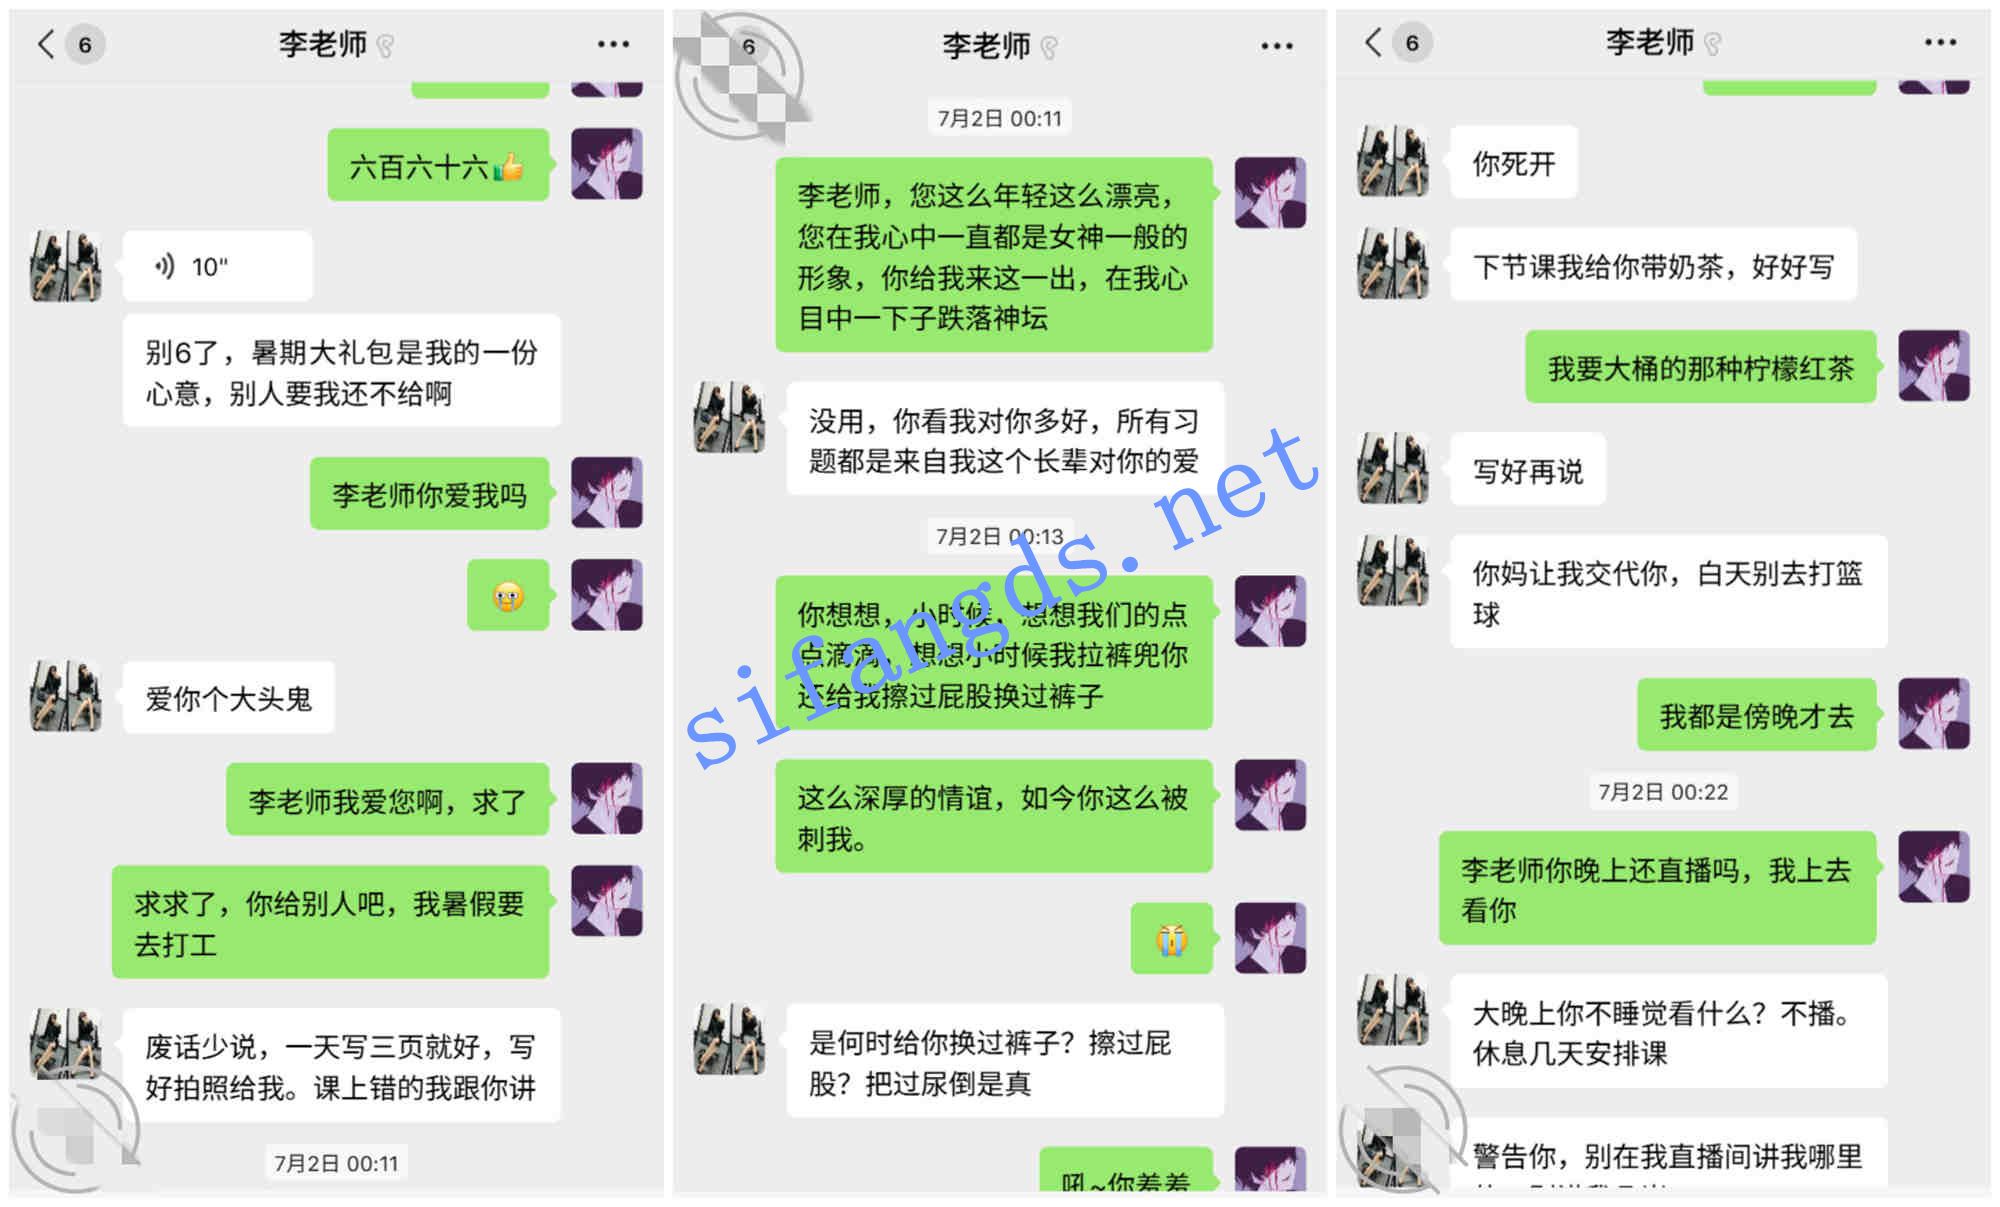 6
李老师
六百六十六👍
10"
别6了，暑期大礼包是我的一份
心意，别人要我还不给啊
李老师你爱我吗
😭
爱你个大头鬼
李老师我爱您啊，求了
求求了，你给别人吧，我暑假要
去打工
废话少说，一天写三页就好，写
好拍照给我。课上错的我跟你讲
7月2日 00:11
6
李老师
7月2日 00:11
李老师，您这么年轻这么漂亮，
您在我心中一直都是女神一般的
形象，你给我来这一出，在我心
目中一下子跌落神坛
没用，你看我对你多好，所有习
题都是来自我这个长辈对你的爱
7月2日 00:13
你想想，小时候，想想我们的点
点滴滴，想想小时候我拉裤兜你
还给我擦过屁股换过裤子
这么深厚的情谊，如今你这么被
刺我。
😭
是何时给你换过裤子？擦过屁
股？把过尿倒是真
吼~你羞羞
sifangds.net
6
李老师
你死开
下节课我给你带奶茶，好好写
我要大桶的那种柠檬红茶
写好再说
你妈让我交代你，白天别去打篮
球
我都是傍晚才去
7月2日 00:22
李老师你晚上还直播吗，我上去
看你
大晚上你不睡觉看什么？不播。
休息几天安排课
警告你，别在我直播间讲我哪里